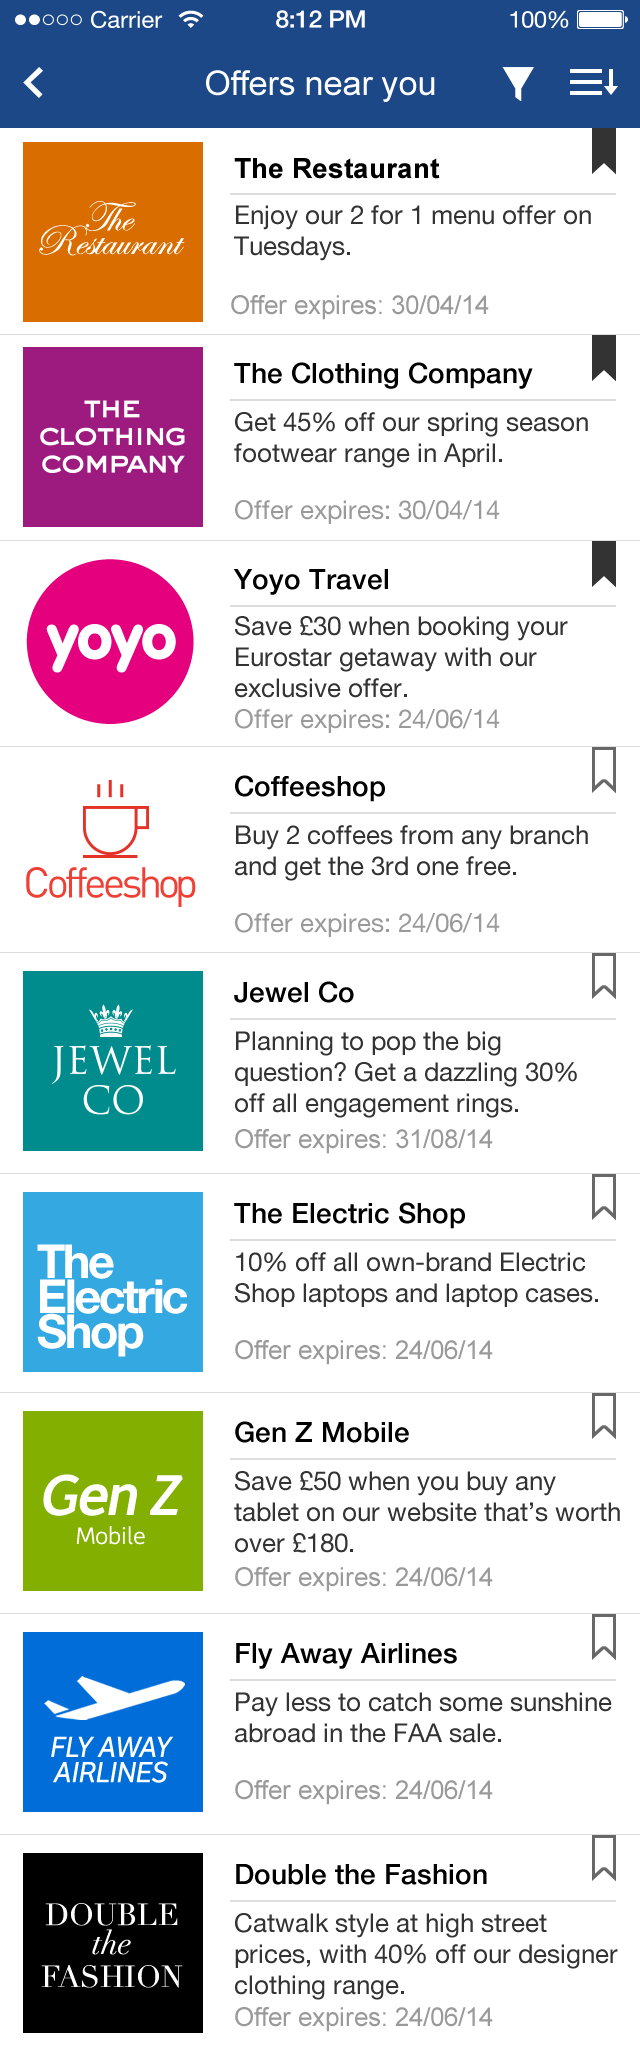 Carrier 8:12 PM 100%
Offers near you
The
Restaurant
The Restaurant
Enjoy our 2 for 1 menu offer on
Tuesdays.
Offer expires: 30/04/14
THE
CLOTHING
COMPANY
The Clothing Company
Get 45% off our spring season
footwear range in April.
Offer expires: 30/04/14
yoyo
Yoyo Travel
Save £30 when booking your
Eurostar getaway with our
exclusive offer.
Offer expires: 24/06/14
Coffeeshop
Coffeeshop
Buy 2 coffees from any branch
and get the 3rd one free.
Offer expires: 24/06/14
JEWEL
CO
Jewel Co
Planning to pop the big
question? Get a dazzling 30%
off all engagement rings.
Offer expires: 31/08/14
The
Electric
Shop
The Electric Shop
10% off all own-brand Electric
Shop laptops and laptop cases.
Offer expires: 24/06/14
Gen Z
Mobile
Gen Z Mobile
Save £50 when you buy any
tablet on our website that’s worth
over £180.
Offer expires: 24/06/14
FLY AWAY
AIRLINES
Fly Away Airlines
Pay less to catch some sunshine
abroad in the FAA sale.
Offer expires: 24/06/14
DOUBLE
the
FASHION
Double the Fashion
Catwalk style at high street
prices, with 40% off our designer
clothing range.
Offer expires: 24/06/14